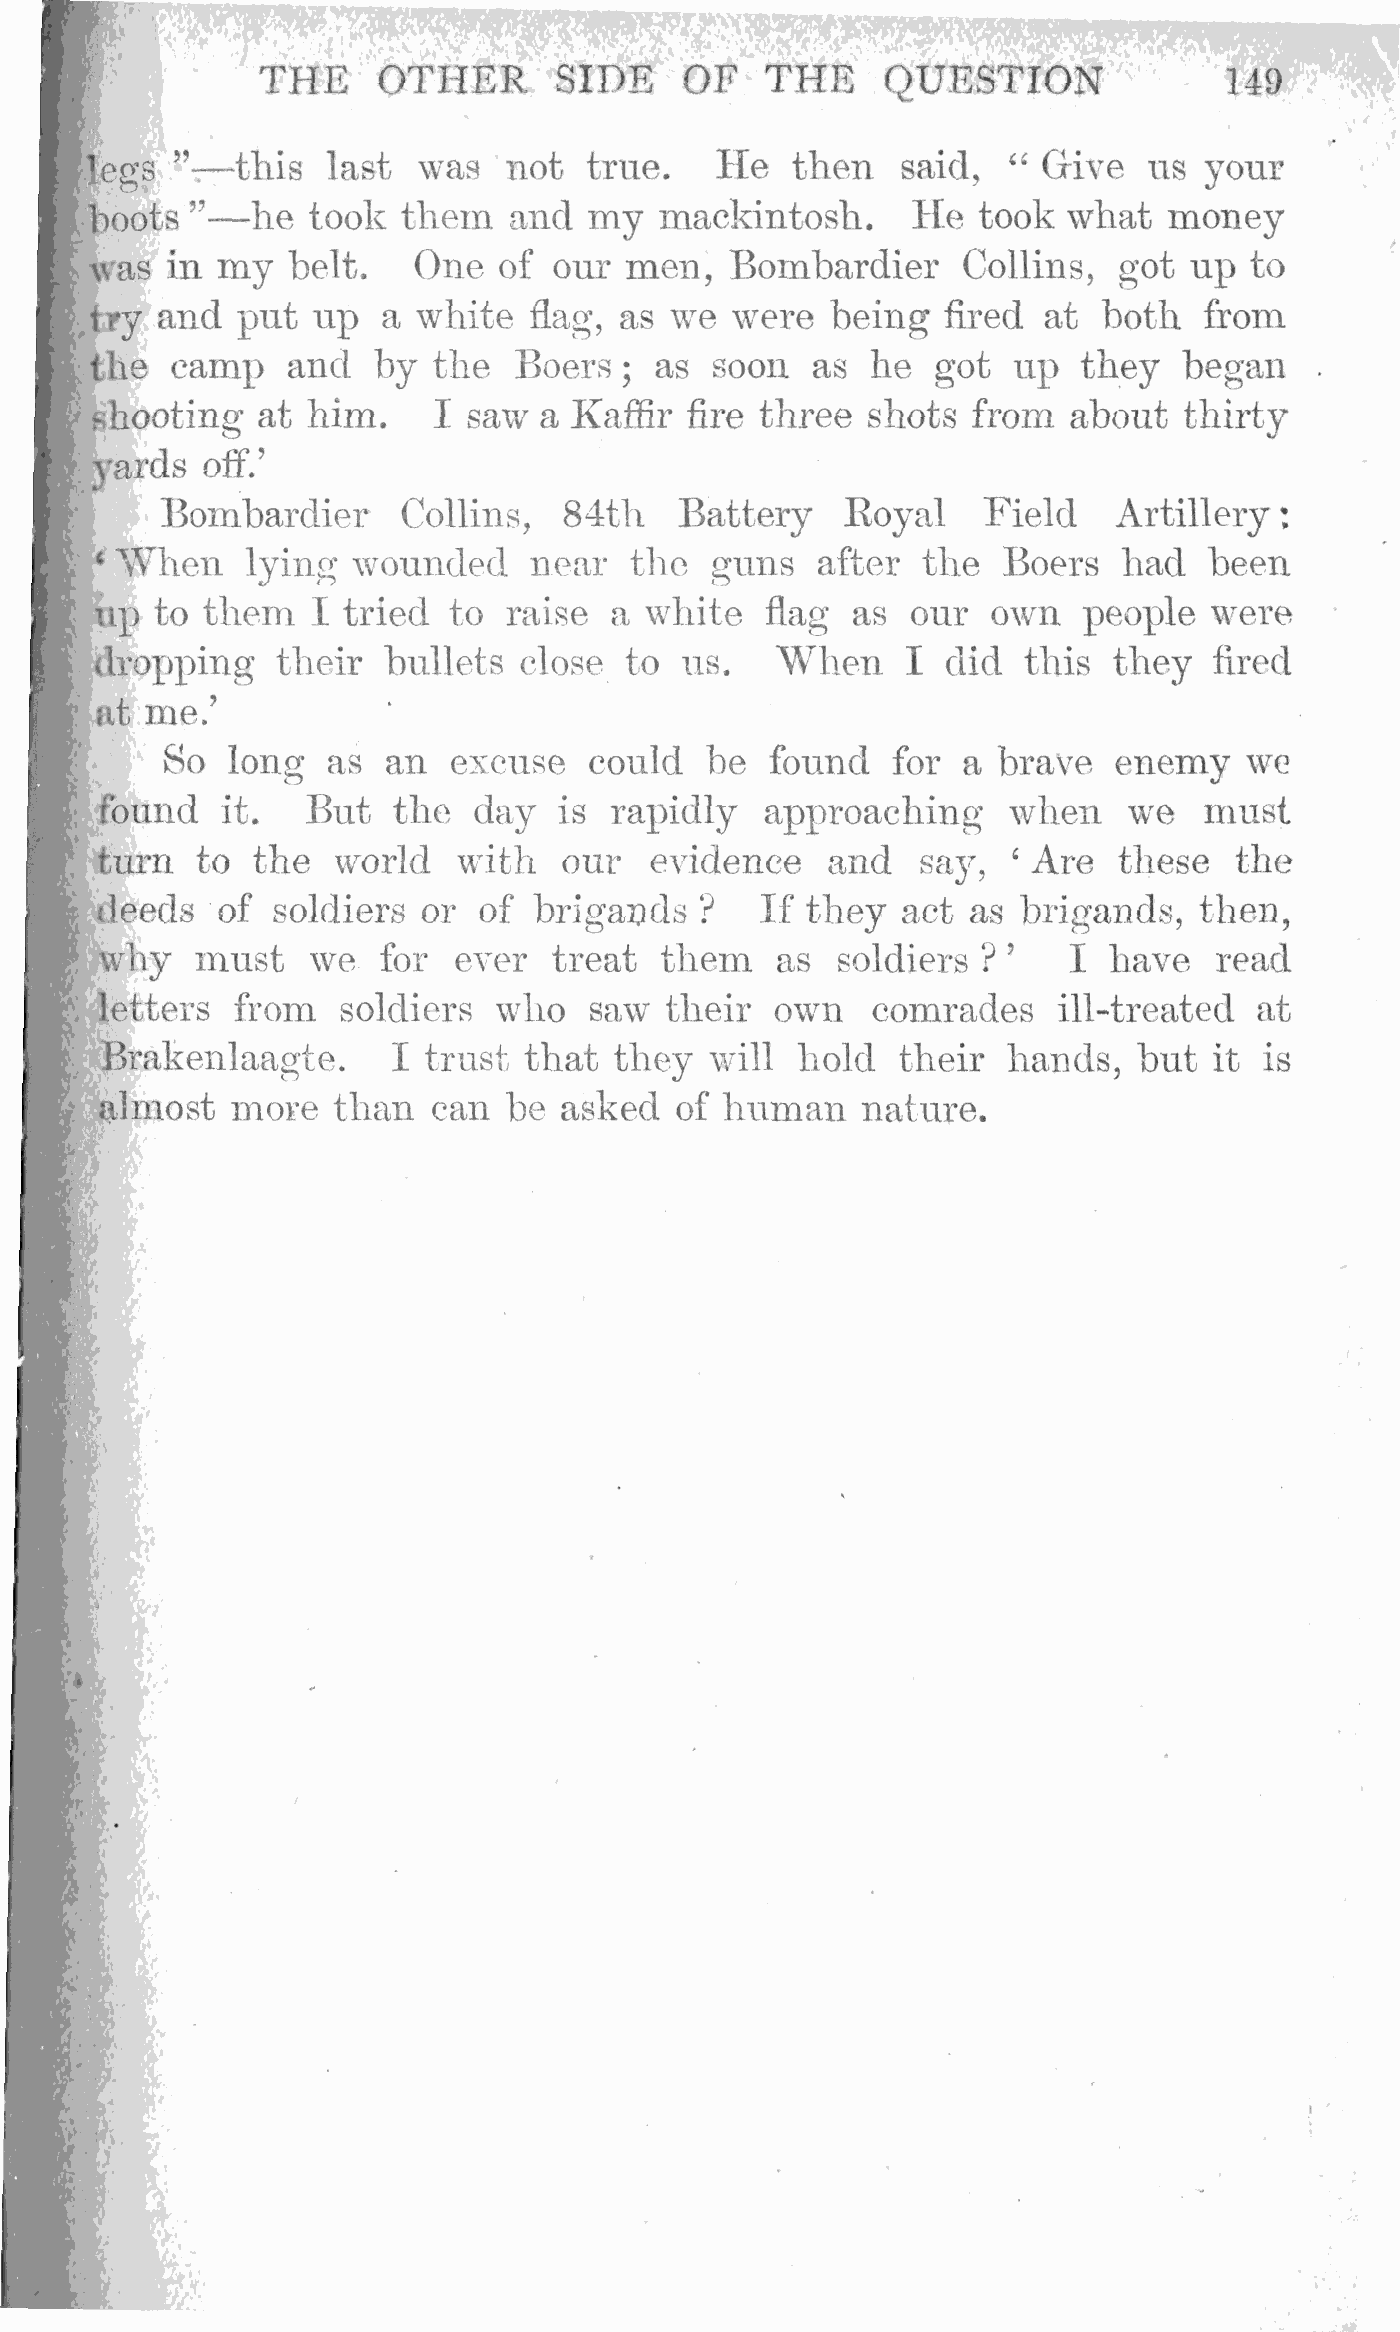 THE OTHER SIDE OF THE QUESTION 149
legs ”—this last was not true. He then said, “ Give us your
boots ”—he took them and my mackintosh. He took what money
was in my belt. One of our men, Bombardier Collins, got up to
try and put up a white flag, as we were being fired at both from
the camp and by the Boers; as soon as he got up they began
shooting at him. I saw a Kaffir fire three shots from about thirty
yards off.’
Bombardier Collins, 84th Battery Royal Field Artillery:
‘ When lying wounded near the guns after the Boers had been
up to them I tried to raise a white flag as our own people were
dropping their bullets close to us. When I did this they fired
at me.’
So long as an excuse could be found for a brave enemy we
found it. But the day is rapidly approaching when we must
turn to the world with our evidence and say, ‘ Are these the
deeds of soldiers or of brigands ? If they act as brigands, then,
why must we for ever treat them as soldiers ? ’ I have read
letters from soldiers who saw their own comrades ill-treated at
Brakenlaagte. I trust that they will hold their hands, but it is
almost more than can be asked of human nature.